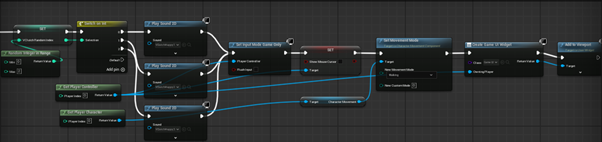 SET
Switch on Int
Play Sound 2D
Sound
Random Integer in Range
Min
Max
Return Value
Selection
Default
Add pin
Play Sound 2D
Sound
Play Sound 2D
Sound
Get Player Controller
Player Index
Return Value
Get Player Character
Player Index
Return Value
Set Input Mode Game Only
Player Controller
SET
Show Mouse Cursor
Target
Target
Character Movement
Set Movement Mode
Target
New Movement Mode
Walking
New Custom Mode
Create Game UI Widget
Class
Return Value
Owning Player
Add to Viewport
Target